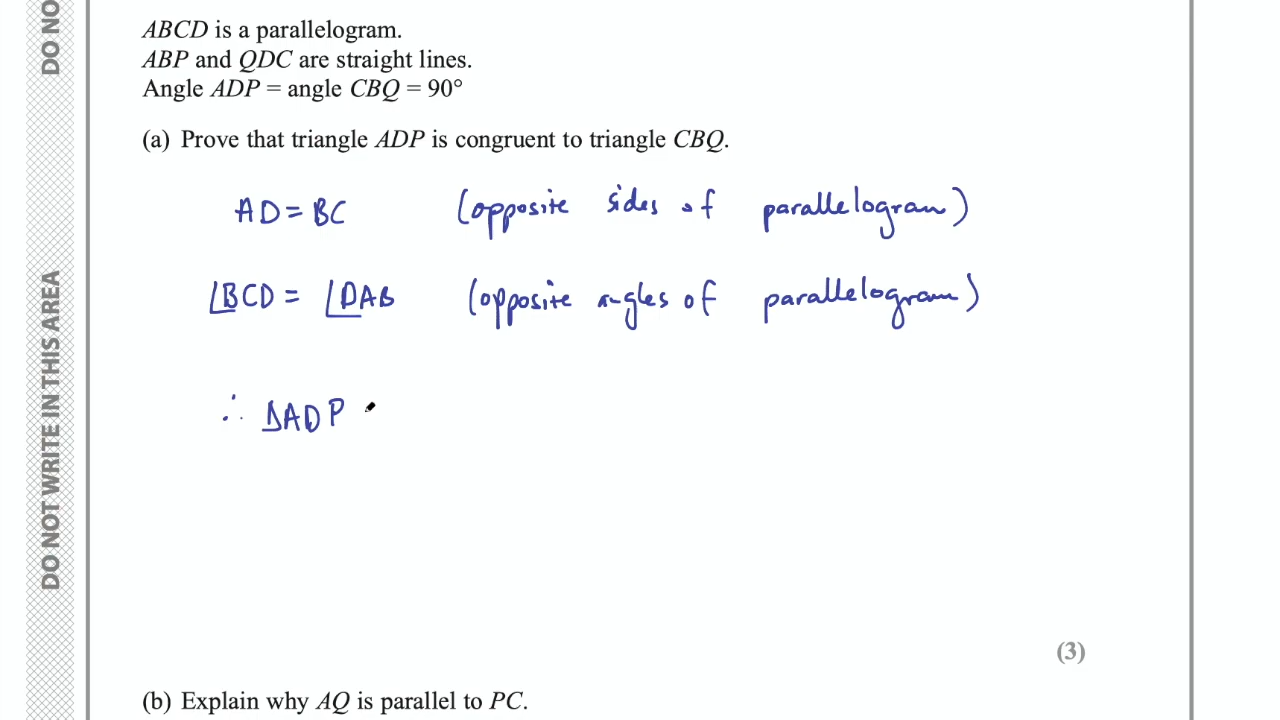 DO NO
DO NOT WRITE IN THIS AREA
ABCD is a parallelogram.
ABP and QDC are straight lines.
Angle ADP = angle CBQ = 90°
(a) Prove that triangle ADP is congruent to triangle CBQ.
AD = BC (opposite sides of parallelogram)
∠BCD = ∠DAB (opposite angles of parallelogram)
∴ ΔADP
(3)
(b) Explain why AQ is parallel to PC.